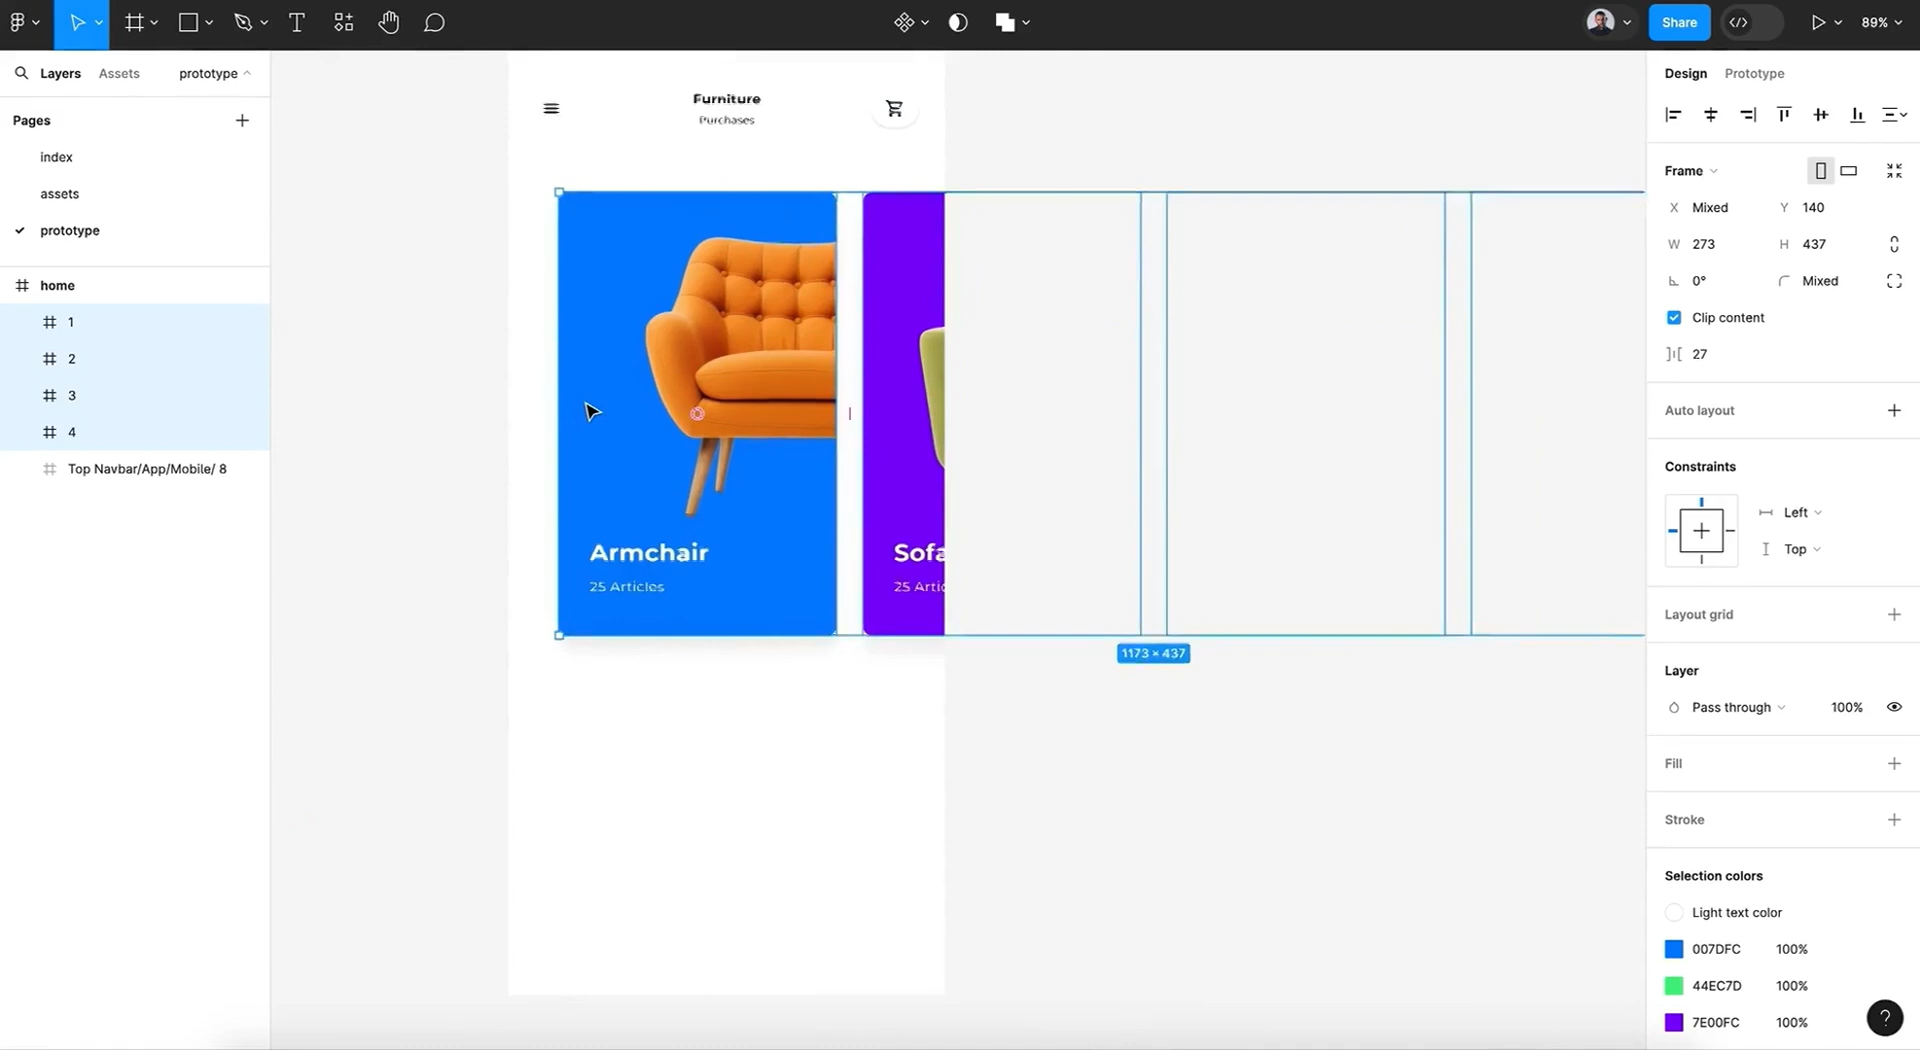 Share
89%
Layers
Assets
prototype
Pages
index
assets
prototype
home
1
2
3
4
Top Navbar/App/Mobile/ 8
Furniture
Purchases
Armchair
25 Articles
Sofa
25 Arti
1173 × 437
Design
Prototype
Frame
X Mixed Y 140
W 273 H 437
0° Mixed
Clip content
27
Auto layout
Constraints
Left
Top
Layout grid
Layer
Pass through 100%
Fill
Stroke
Selection colors
Light text color
007DFC 100%
44EC7D 100%
7E00FC 100%
?